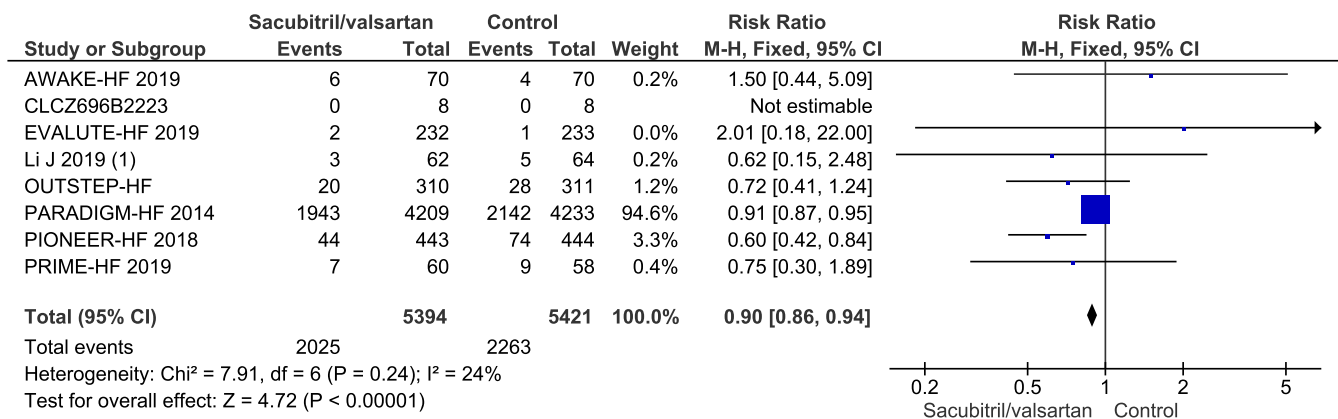 Sacubitril/valsartan Control Risk Ratio Risk Ratio
Study or Subgroup Events Total Events Total Weight M-H, Fixed, 95% CI M-H, Fixed, 95% CI
AWAKE-HF 2019 6 70 4 70 0.2% 1.50 [0.44, 5.09]
CLCZ696B2223 0 8 0 8 Not estimable
EVALUTE-HF 2019 2 232 1 233 0.0% 2.01 [0.18, 22.00]
Li J 2019 (1) 3 62 5 64 0.2% 0.62 [0.15, 2.48]
OUTSTEP-HF 20 310 28 311 1.2% 0.72 [0.41, 1.24]
PARADIGM-HF 2014 1943 4209 2142 4233 94.6% 0.91 [0.87, 0.95]
PIONEER-HF 2018 44 443 74 444 3.3% 0.60 [0.42, 0.84]
PRIME-HF 2019 7 60 9 58 0.4% 0.75 [0.30, 1.89]
Total (95% CI) 5394 5421 100.0% 0.90 [0.86, 0.94]
Total events 2025 2263
Heterogeneity: Chi² = 7.91, df = 6 (P = 0.24); I² = 24%
Test for overall effect: Z = 4.72 (P < 0.00001)
0.2 0.5 1 2 5
Sacubitril/valsartan Control